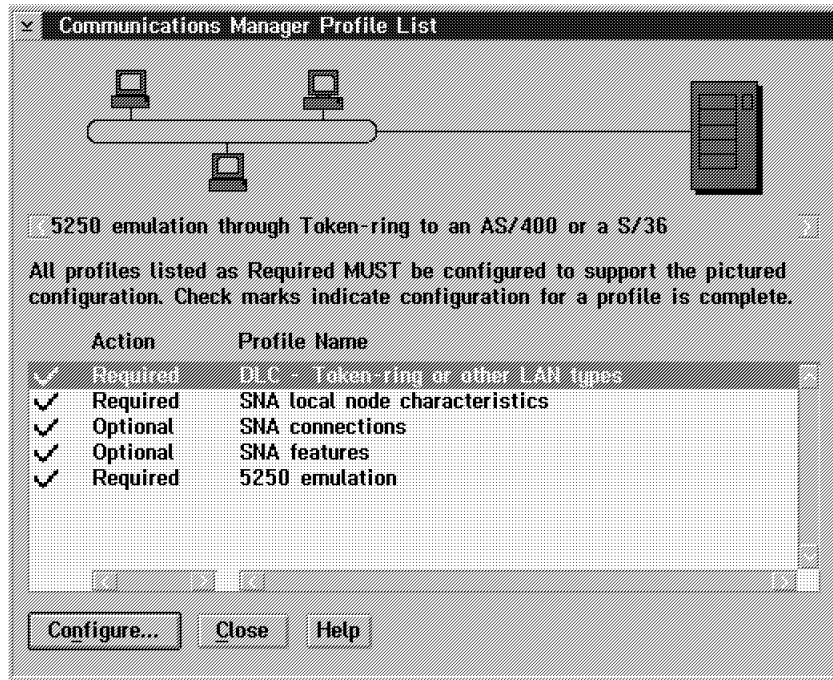 Communications Manager Profile List
5250 emulation through Token-ring to an AS/400 or a S/36
All profiles listed as Required MUST be configured to support the pictured
configuration. Check marks indicate configuration for a profile is complete.
Action Profile Name
Required DLC - Token-ring or other LAN types
Required SNA local node characteristics
Optional SNA connections
Optional SNA features
Required 5250 emulation
Configure... Close Help